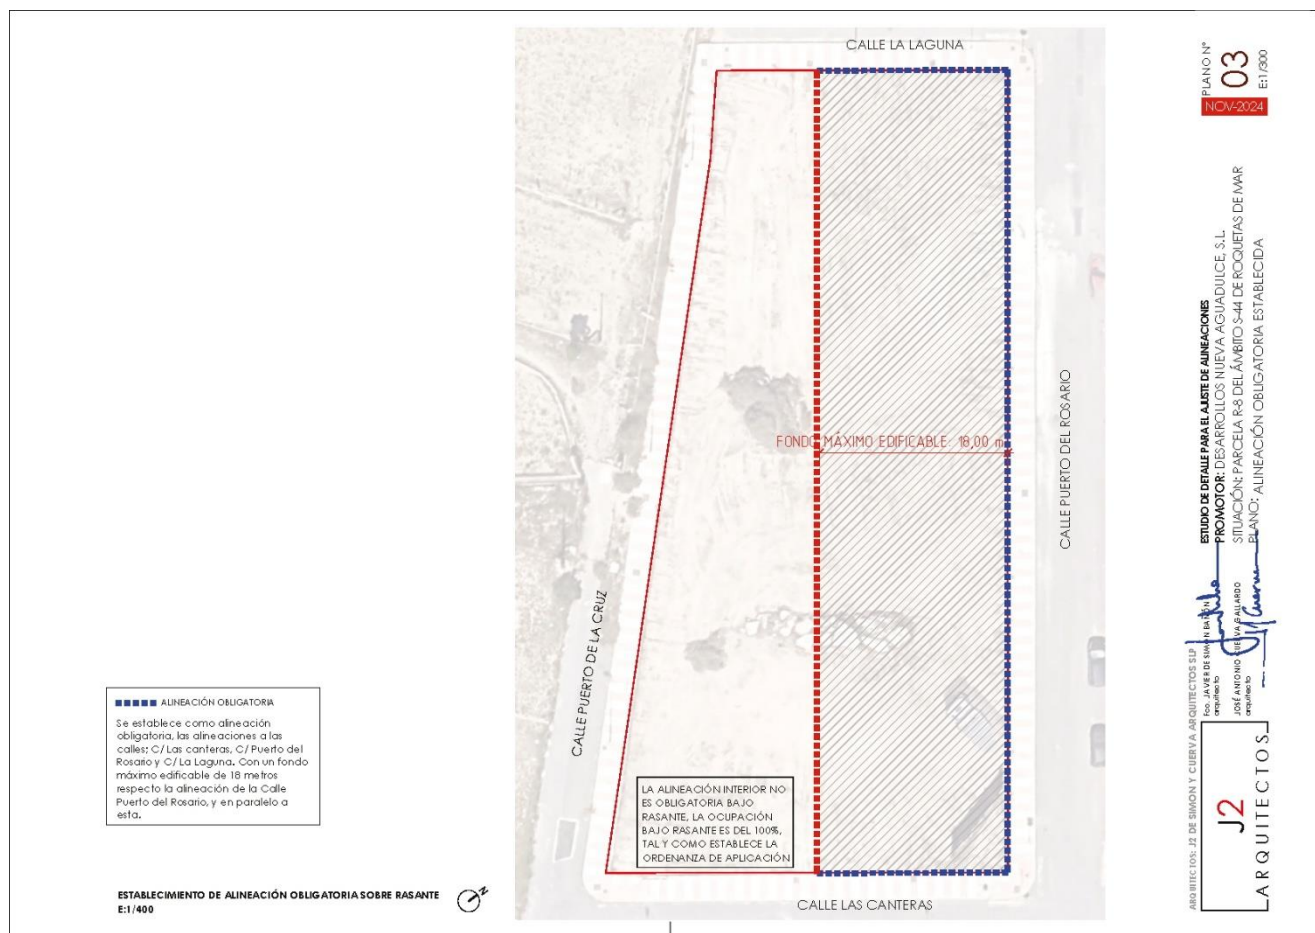 CALLE LA LAGUNA
FONDO MÁXIMO EDIFICABLE: 18,00 m
CALLE PUERTO DEL ROSARIO
CALLE PUERTO DE LA CRUZ
LA ALINEACIÓN INTERIOR NO
ES OBLIGATORIA BAJO
RASANTE, LA OCUPACIÓN
BAJO RASANTE ES DEL 100%,
TAL Y COMO ESTABLECE LA
ORDENANZA DE APLICACIÓN
CALLE LAS CANTERAS
ALINEACIÓN OBLIGATORIA
Se establece como alineación
obligatoria, las alineaciones a las
calles; C/ Las canteras, C/ Puerto del
Rosario y C/ La Laguna. Con un fondo
máximo edificable de 18 metros
respecto la alineación de la Calle
Puerto del Rosario, y en paralelo a
esta.
ESTABLECIMIENTO DE ALINEACIÓN OBLIGATORIA SOBRE RASANTE
E:1/400
N
PLANO Nº
03
E:1/300
NOV-2024
ESTUDIO DE DETALLE PARA EL AJUSTE DE ALINEACIONES
PROMOTOR: DESARROLLOS NUEVA AGUADULCE, S.L.
SITUACIÓN: PARCELA R-8 DEL ÁMBITO S-44 DE ROQUETAS DE MAR
PLANO: ALINEACIÓN OBLIGATORIA ESTABLECIDA
ARQUITECTOS: J2 DE SIMON Y CUERVA ARQUITECTOS SLP
Fco. JAVIER DE SIMON BAÑÓN
arquitecto
JOSÉ ANTONIO CUERVA GALLARDO
arquitecto
J2
ARQUITECTOS